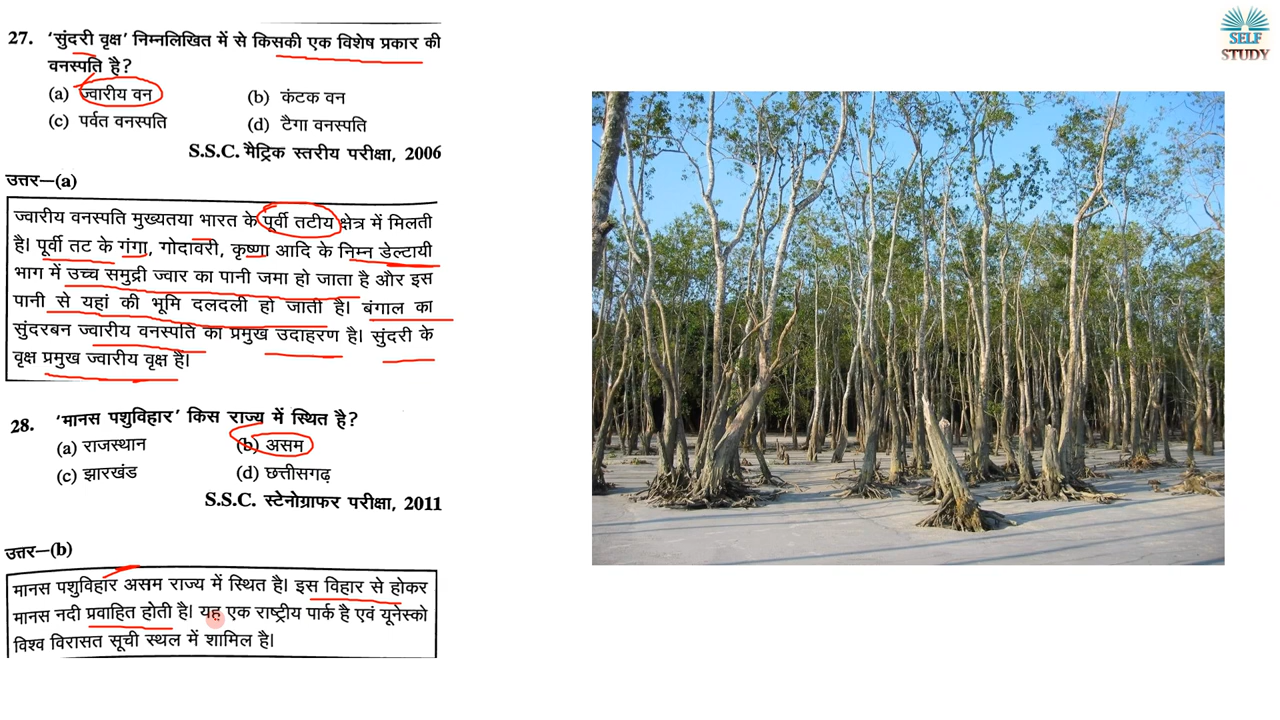 27. 'सुंदरी वृक्ष' निम्नलिखित में से किसकी एक विशेष प्रकार की
वनस्पति है?
(a) ज्वारीय वन (b) कंटक वन
(c) पर्वत वनस्पति (d) टैगा वनस्पति
S.S.C. मैट्रिक स्तरीय परीक्षा, 2006
उत्तर—(a)
ज्वारीय वनस्पति मुख्यतया भारत के पूर्वी तटीय क्षेत्र में मिलती
है। पूर्वी तट के गंगा, गोदावरी, कृष्णा आदि के निम्न डेल्टायी
भाग में उच्च समुद्री ज्वार का पानी जमा हो जाता है और इस
पानी से यहां की भूमि दलदली हो जाती है। बंगाल का
सुंदरबन ज्वारीय वनस्पति का प्रमुख उदाहरण है। सुंदरी के
वृक्ष प्रमुख ज्वारीय वृक्ष हैं।
28. 'मानस पशुविहार' किस राज्य में स्थित है?
(a) राजस्थान (b) असम
(c) झारखंड (d) छत्तीसगढ़
S.S.C. स्टेनोग्राफर परीक्षा, 2011
उत्तर—(b)
मानस पशुविहार असम राज्य में स्थित है। इस विहार से होकर
मानस नदी प्रवाहित होती है। यह एक राष्ट्रीय पार्क है एवं यूनेस्को
विश्व विरासत सूची स्थल में शामिल है।
SELF
STUDY